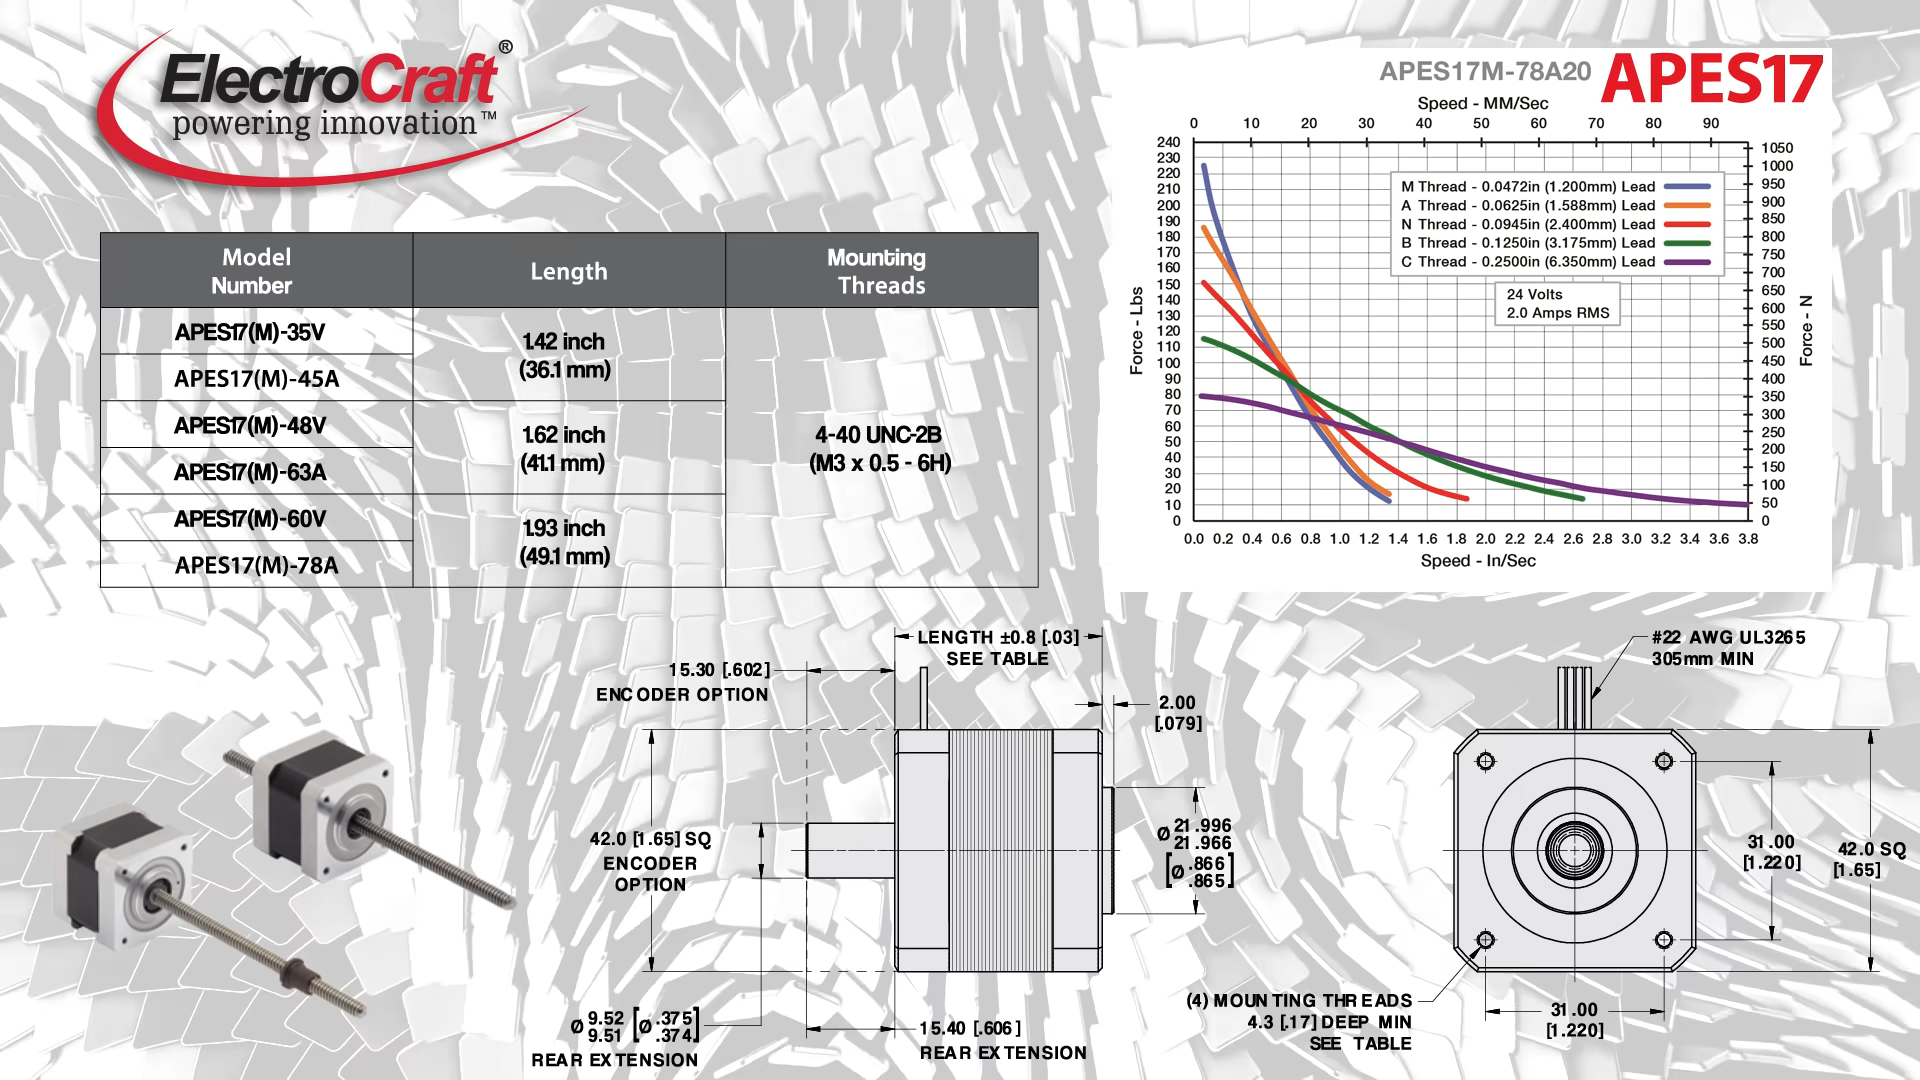 ElectroCraft®
powering innovation™
Model
Number
Length
Mounting
Threads
APES17(M)-35V
APES17(M)-45A
1.42 inch
(36.1 mm)
APES17(M)-48V
APES17(M)-63A
1.62 inch
(41.1 mm)
APES17(M)-60V
APES17(M)-78A
1.93 inch
(49.1 mm)
4-40 UNC-2B
(M3 x 0.5 - 6H)
APES17M-78A20 APES17
Speed - MM/Sec
0 10 20 30 40 50 60 70 80 90
240
230
220
210
200
190
180
170
160
150
140
130
120
110
100
90
80
70
60
50
40
30
20
10
0
Force - Lbs
M Thread - 0.0472in (1.200mm) Lead
A Thread - 0.0625in (1.588mm) Lead
N Thread - 0.0945in (2.400mm) Lead
B Thread - 0.1250in (3.175mm) Lead
C Thread - 0.2500in (6.350mm) Lead
24 Volts
2.0 Amps RMS
1050
1000
950
900
850
800
750
700
650
600
550
500
450
400
350
300
250
200
150
100
50
0
Force - N
0.0 0.2 0.4 0.6 0.8 1.0 1.2 1.4 1.6 1.8 2.0 2.2 2.4 2.6 2.8 3.0 3.2 3.4 3.6 3.8
Speed - In/Sec
LENGTH ±0.8 [.03]
SEE TABLE
15.30 [.602]
ENCODER OPTION
2.00
[.079]
42.0 [1.65] SQ
ENCODER
OPTION
Ø 21.996
21.966
[Ø .866
.865]
Ø 9.52 [Ø .375
9.51 .374]
REAR EXTENSION
15.40 [.606]
REAR EXTENSION
#22 AWG UL3265
305mm MIN
31.00
[1.220]
42.0 SQ
[1.65]
(4) MOUNTING THREADS
4.3 [.17] DEEP MIN
SEE TABLE
31.00
[1.220]